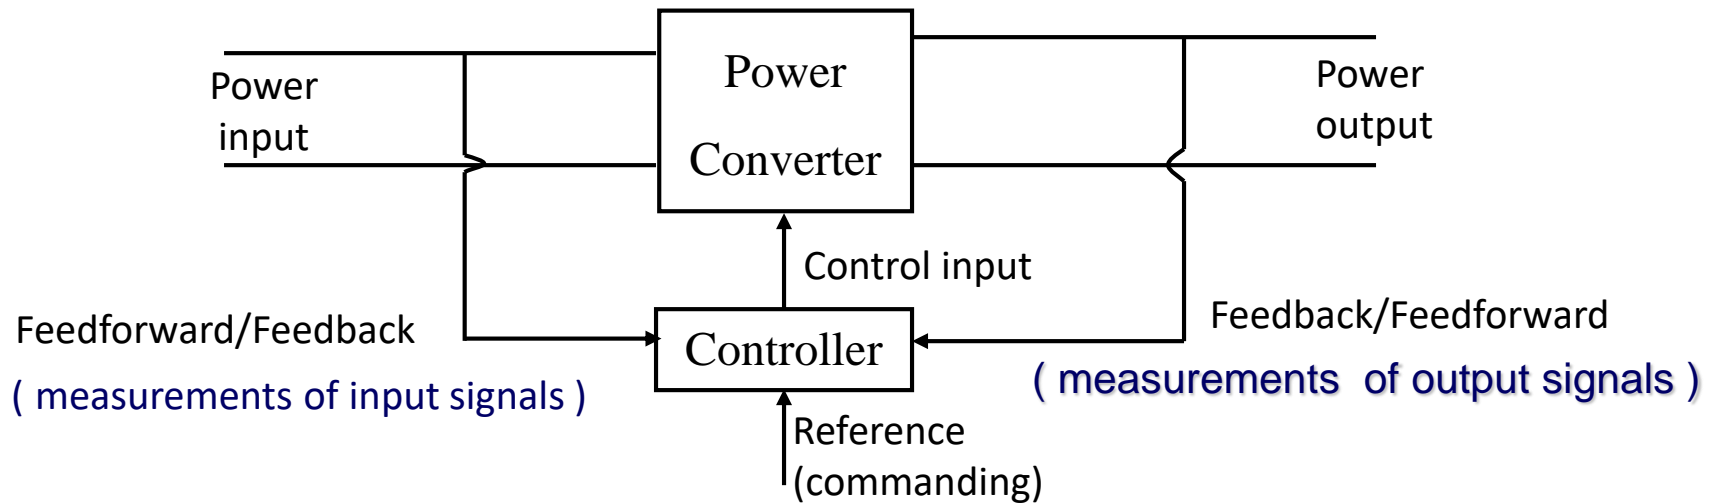 Power
Converter
Power
input
Power
output
Control input
Feedforward/Feedback
( measurements of input signals )
Controller
Feedback/Feedforward
( measurements of output signals )
Reference
(commanding)